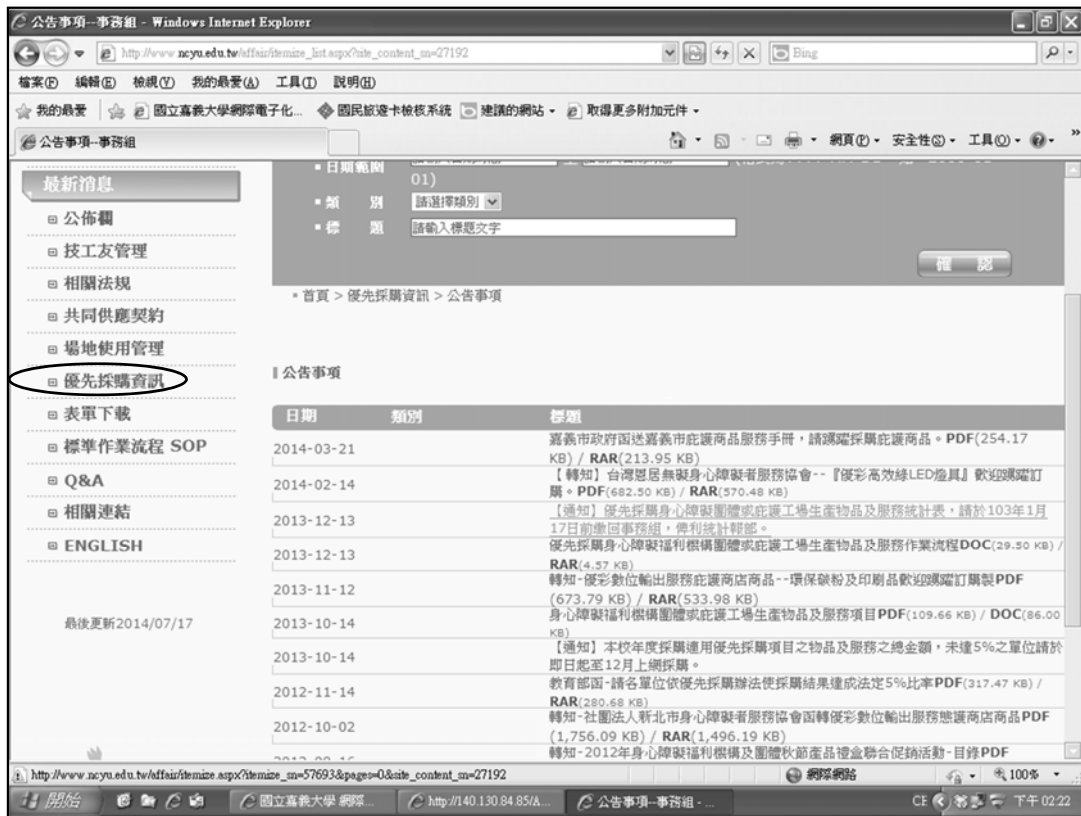 公告事項--事務組 - Windows Internet Explorer
http://www.ncyu.edu.tw/affair/itemize_list.aspx?site_content_sn=27192
Bing
檔案(F) 編輯(E) 檢視(V) 我的最愛(A) 工具(T) 說明(H)
我的最愛 國立嘉義大學網際電子化... 國民旅遊卡檢核系統 建議的網站 取得更多附加元件
公告事項--事務組
網頁(P) 安全性(S) 工具(O)
最新消息
公佈欄
技工友管理
相關法規
共同供應契約
場地使用管理
優先採購資訊
表單下載
標準作業流程 SOP
Q&A
相關連結
ENGLISH
最後更新2014/07/17
日期範圍
01)
類 別 請選擇類別
標 題 請輸入標題文字
確 認
首頁 > 優先採購資訊 > 公告事項
公告事項
日期 類別 標題
2014-03-21 嘉義市政府函送嘉義市庇護商品服務手冊,請踴躍採購庇護商品。PDF(254.17
KB) / RAR(213.95 KB)
2014-02-14 【轉知】台灣恩居無礙身心障礙者服務協會--『優彩高效綠LED燈具』歡迎踴躍訂
購。PDF(682.50 KB) / RAR(570.48 KB)
2013-12-13 【通知】優先採購身心障礙團體或庇護工場生產物品及服務統計表,請於103年1月
17日前繳回事務組,俾利統計報部。
2013-12-13 優先採購身心障礙福利機構團體或庇護工場生產物品及服務作業流程DOC(29.50 KB) /
RAR(4.57 KB)
2013-11-12 轉知-優彩數位輸出服務庇護商店商品--環保碳粉及印刷品歡迎踴躍訂購製PDF
(673.79 KB) / RAR(533.98 KB)
2013-10-14 身心障礙福利機構團體或庇護工場生產物品及服務項目PDF(109.66 KB) / DOC(86.00
KB)
2013-10-14 【通知】本校年度採購適用優先採購項目之物品及服務之總金額,未達5%之單位請於
即日起至12月上網採購。
2012-11-14 教育部函-請各單位依優先採購辦法使採購結果達成法定5%比率PDF(317.47 KB) /
RAR(280.68 KB)
2012-10-02 轉知-社團法人新北市身心障礙者服務協會函轉優彩數位輸出服務態護商店商品PDF
(1,756.09 KB) / RAR(1,496.19 KB)
轉知-2012年身心障礙福利機構及團體秋節產品禮盒聯合促銷活動-目錄PDF
http://www.ncyu.edu.tw/affair/itemize.aspx?itemize_sn=57693&pages=0&site_content_sn=27192
網際網路 100%
開始 國立嘉義大學 網際... http://140.130.84.85/A... 公告事項--事務組 - ... CE 下午 02:22